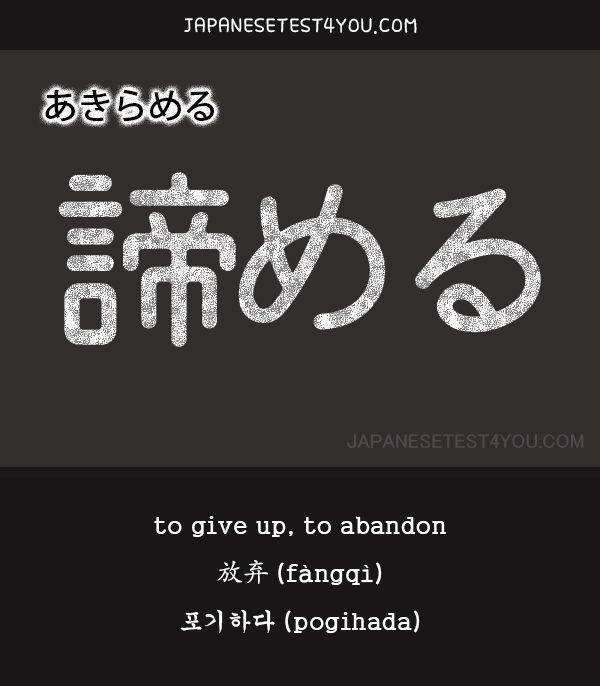 JAPANESETEST4YOU.COM
あきらめる
諦める
JAPANESETEST4YOU.COM
to give up, to abandon
放弃 (fàngqì)
포기하다 (pogihada)